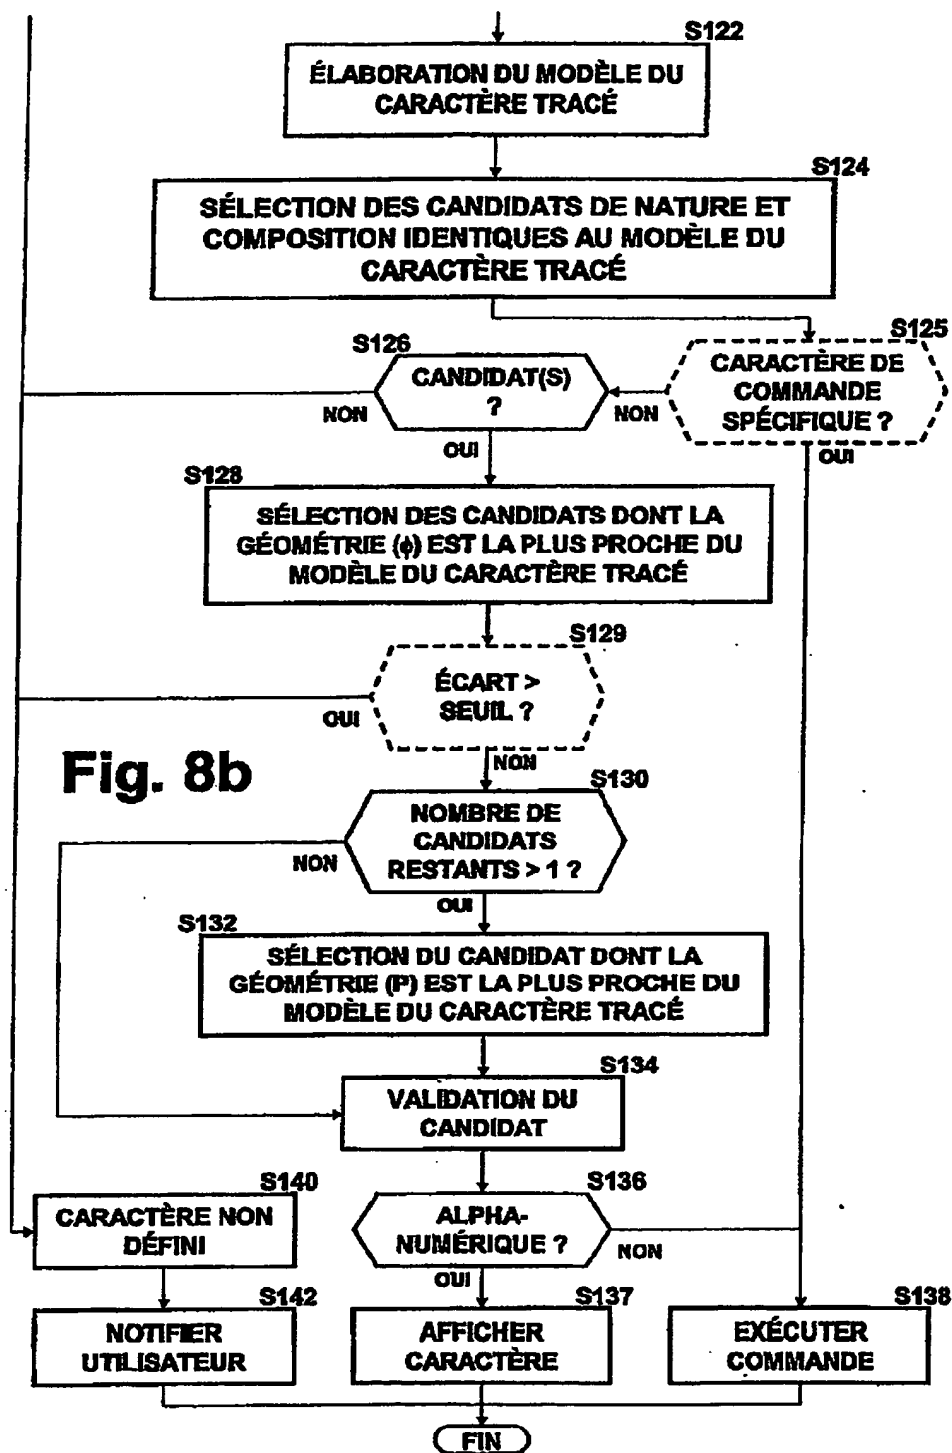 S122
ÉLABORATION DU MODÈLE DU
CARACTÈRE TRACÉ
S124
SÉLECTION DES CANDIDATS DE NATURE ET
COMPOSITION IDENTIQUES AU MODÈLE DU
CARACTÈRE TRACÉ
S125
CARACTÈRE DE
COMMANDE
SPÉCIFIQUE ?
NON
OUI
S126
CANDIDAT(S)
?
NON
OUI
S128
SÉLECTION DES CANDIDATS DONT LA
GÉOMÉTRIE (ϕ) EST LA PLUS PROCHE DU
MODÈLE DU CARACTÈRE TRACÉ
S129
ÉCART >
SEUIL ?
OUI
NON
Fig. 8b
S130
NOMBRE DE
CANDIDATS
RESTANTS > 1 ?
NON
OUI
S132
SÉLECTION DU CANDIDAT DONT LA
GÉOMÉTRIE (P) EST LA PLUS PROCHE DU
MODÈLE DU CARACTÈRE TRACÉ
S134
VALIDATION DU
CANDIDAT
S136
ALPHA-
NUMÉRIQUE ?
NON
OUI
S140
CARACTÈRE NON
DÉFINI
S142
NOTIFIER
UTILISATEUR
S137
AFFICHER
CARACTÈRE
S138
EXÉCUTER
COMMANDE
FIN